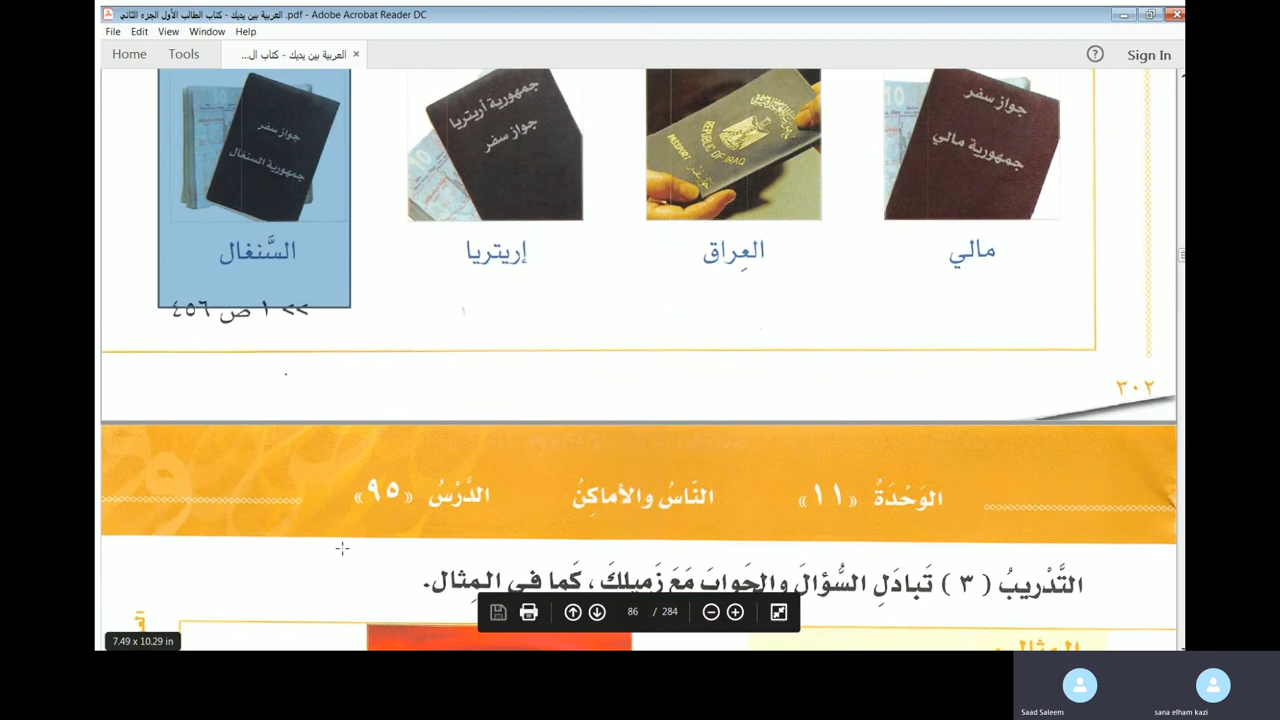 العربية بين يديك - كتاب الطالب الأول الجزء الثاني .pdf - Adobe Acrobat Reader DC
File Edit View Window Help
Home Tools العربية بين يديك - كتاب ال... × ? Sign In
جواز سفر
جمهورية مالي
REPUBLIC OF IRAQ
PASSPORT
جمهورية أريتريا
جواز سفر
جواز سفر
جمهورية السنغال
مالي
العِراق
إريتريا
السَّنغال
>> ١ ص ٤٥٦
٣٠٢
الوَحْدَةُ «١١» النّاسُ والأماكِنُ الدَّرْسُ «٩٥»
التَّدْريبُ ( ٣ ) تَبادَلِ السُّؤالَ والجَوابَ مَعَ زَميلِكَ ، كَما في المِثال.
86 / 284
7.49 x 10.29 in
Saad Saleem
sana elham kazi